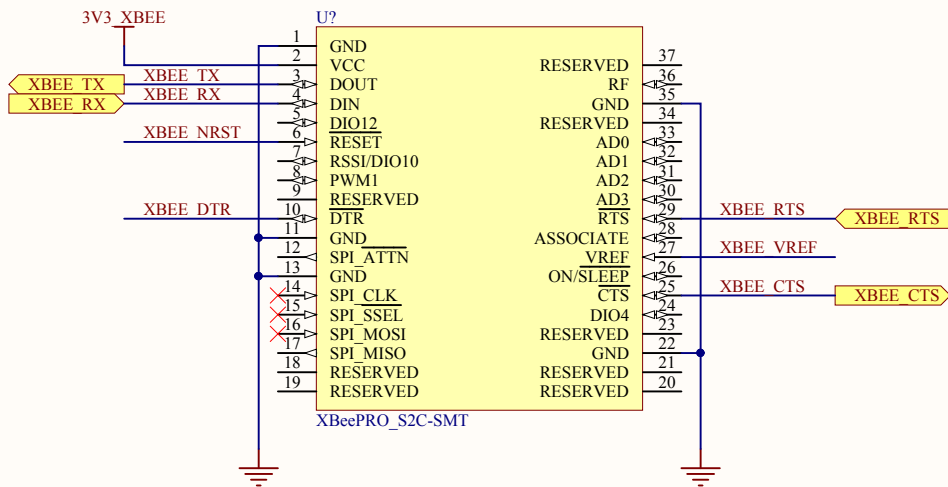 3V3_XBEE
U?
1 GND
2 VCC
XBEE_TX XBEE_TX 3 DOUT
XBEE_RX XBEE_RX 4 DIN
5 DIO12
XBEE_NRST 6 RESET
7 RSSI/DIO10
8 PWM1
9 RESERVED
XBEE_DTR 10 DTR
11 GND
12 SPI_ATTN
13 GND
14 SPI_CLK
15 SPI_SSEL
16 SPI_MOSI
17 SPI_MISO
18 RESERVED
19 RESERVED
RESERVED 37
RF 36
GND 35
RESERVED 34
AD0 33
AD1 32
AD2 31
AD3 30
RTS 29 XBEE_RTS XBEE_RTS
ASSOCIATE 28
VREF 27 XBEE_VREF
ON/SLEEP 26
CTS 25 XBEE_CTS XBEE_CTS
DIO4 24
RESERVED 23
GND 22
RESERVED 21
RESERVED 20
XBeePRO_S2C-SMT